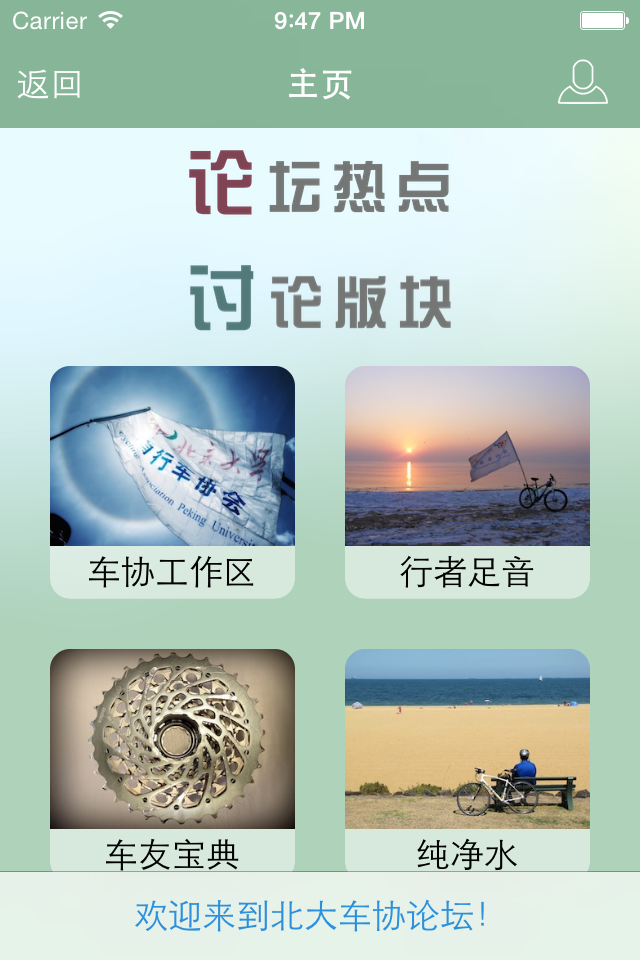 Carrier 9:47 PM
返回 主页
论坛热点
讨论版块
北京大学
自行车协会
Cycling Association Peking University
车协工作区 行者足音
车友宝典 纯净水
欢迎来到北大车协论坛！